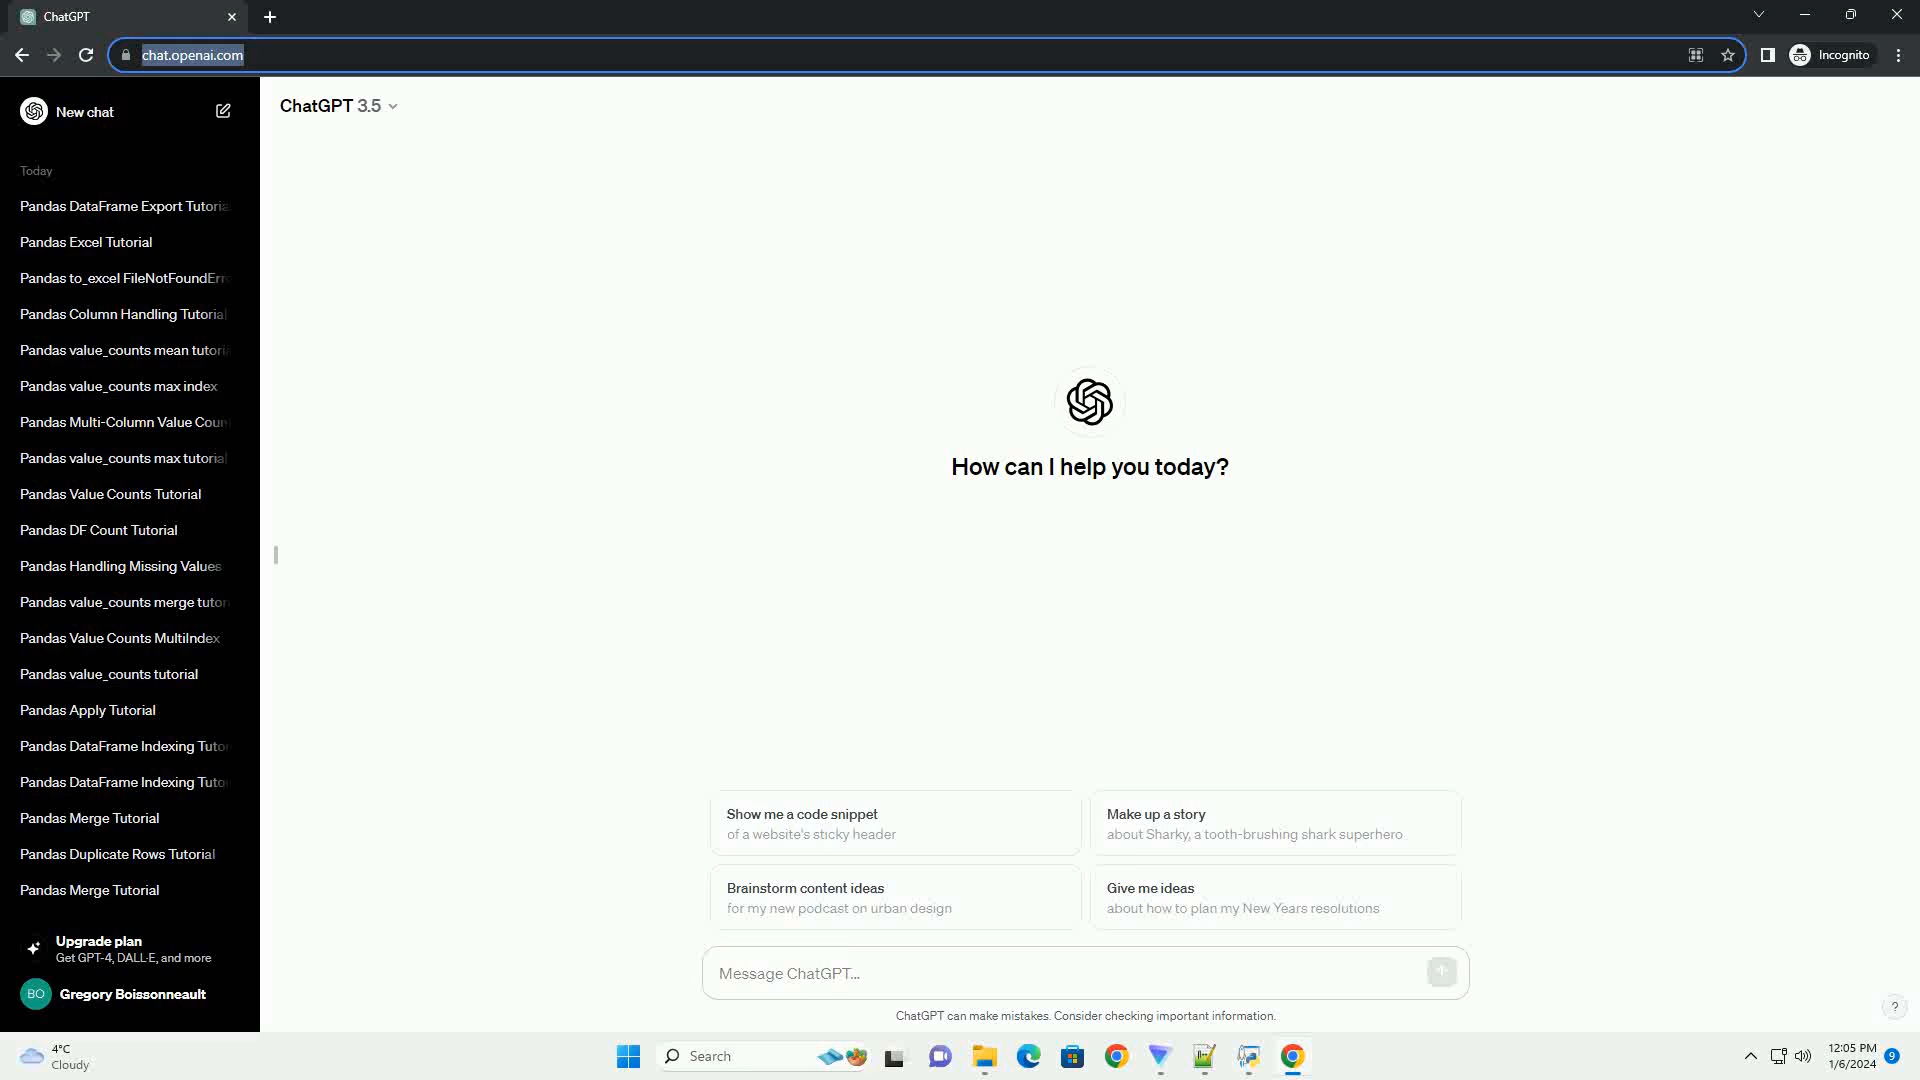 ChatGPT
chat.openai.com
Incognito
New chat
ChatGPT 3.5
Today
Pandas DataFrame Export Tutoria
Pandas Excel Tutorial
Pandas to_excel FileNotFoundErr
Pandas Column Handling Tutorial
Pandas value_counts mean tutori
Pandas value_counts max index
Pandas Multi-Column Value Coun
Pandas value_counts max tutorial
Pandas Value Counts Tutorial
Pandas DF Count Tutorial
Pandas Handling Missing Values
Pandas value_counts merge tutor
Pandas Value Counts MultiIndex
Pandas value_counts tutorial
Pandas Apply Tutorial
Pandas DataFrame Indexing Tuto
Pandas DataFrame Indexing Tuto
Pandas Merge Tutorial
Pandas Duplicate Rows Tutorial
Pandas Merge Tutorial
Upgrade plan
Get GPT-4, DALL·E, and more
BO Gregory Boissonneault
How can I help you today?
Show me a code snippet
of a website's sticky header
Make up a story
about Sharky, a tooth-brushing shark superhero
Brainstorm content ideas
for my new podcast on urban design
Give me ideas
about how to plan my New Years resolutions
Message ChatGPT...
ChatGPT can make mistakes. Consider checking important information.
?
4°C
Cloudy
Search
12:05 PM
1/6/2024
9